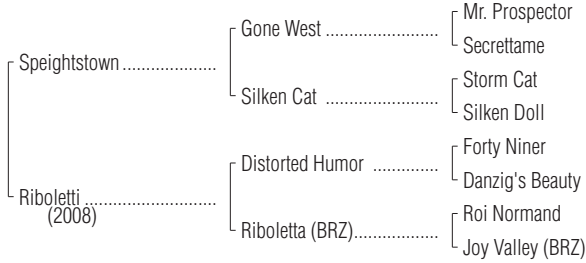 Mr. Prospector
Gone West ........................
Secrettame
Speightstown ....................
Storm Cat
Silken Cat ........................
Silken Doll
Forty Niner
Distorted Humor ..............
Danzig's Beauty
Riboletti ............................
(2008)
Roi Normand
Riboletta (BRZ)..................
Joy Valley (BRZ)